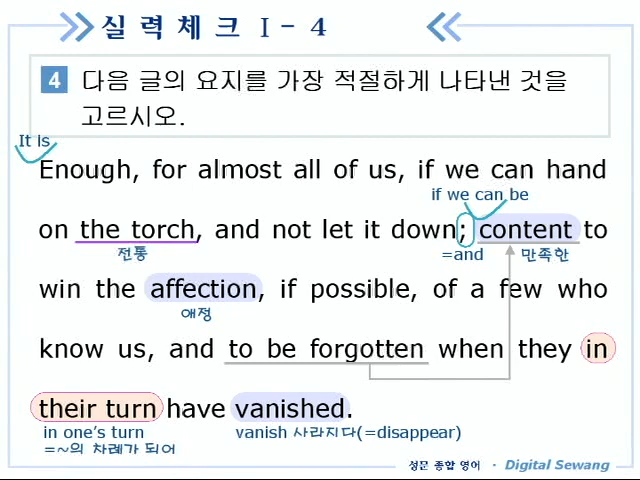 실력체크 I - 4
4 다음 글의 요지를 가장 적절하게 나타낸 것을
고르시오.
It is
Enough, for almost all of us, if we can hand
if we can be
on the torch, and not let it down; content to
전통 =and 만족한
win the affection, if possible, of a few who
애정
know us, and to be forgotten when they in
their turn have vanished.
in one's turn vanish 사라지다(=disappear)
=~의 차례가 되어
성문 종합 영어 · Digital Sewang